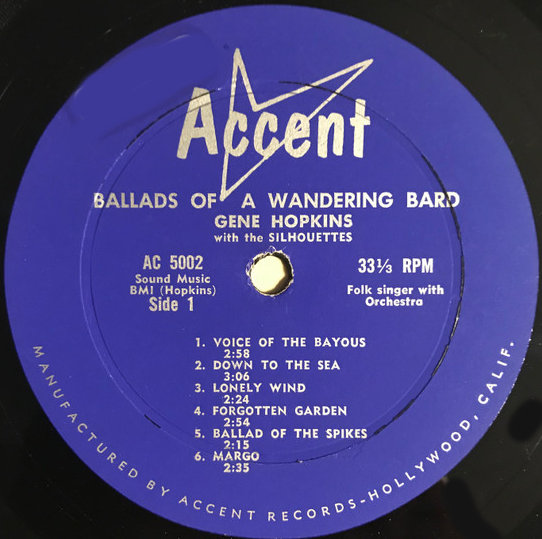 Accent
BALLADS OF A WANDERING BARD
GENE HOPKINS
with the SILHOUETTES
AC 5002
Sound Music
BMI (Hopkins)
Side 1
33⅓ RPM
Folk singer with
Orchestra
1. VOICE OF THE BAYOUS
2:58
2. DOWN TO THE SEA
3:06
3. LONELY WIND
2:24
4. FORGOTTEN GARDEN
2:54
5. BALLAD OF THE SPIKES
2:15
6. MARGO
2:35
MANUFACTURED BY ACCENT RECORDS-HOLLYWOOD, CALIF.